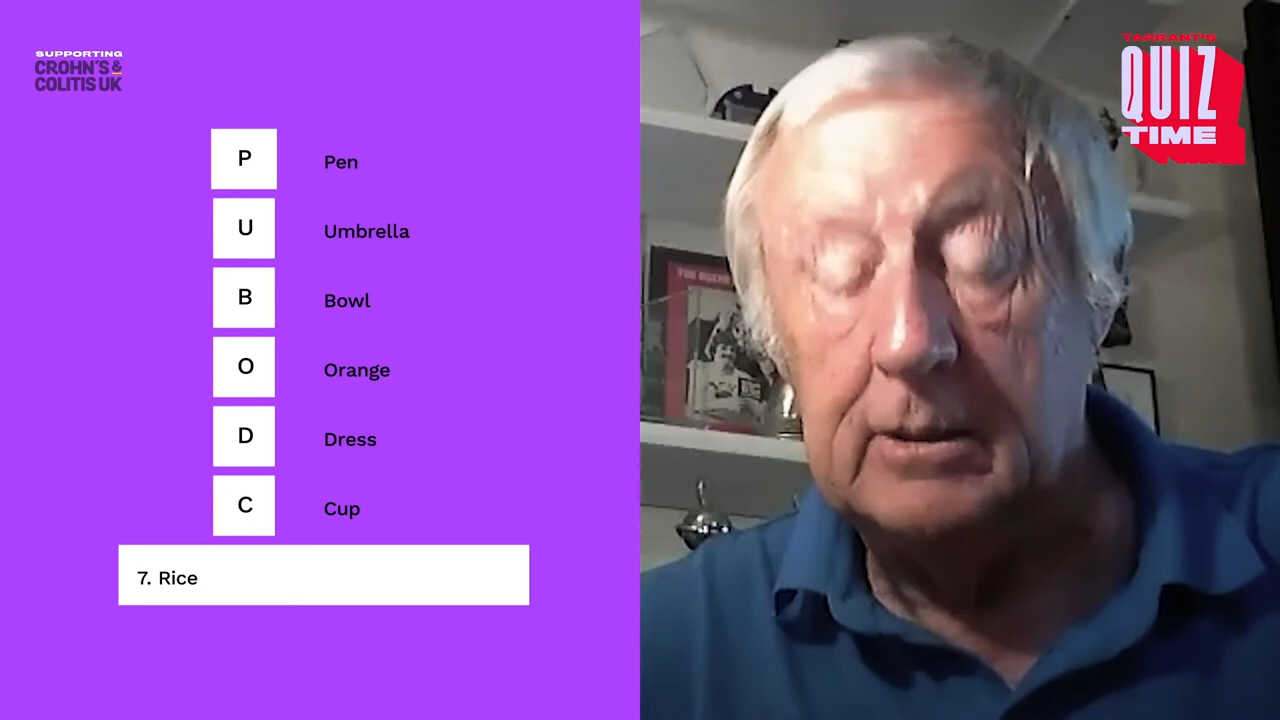 SUPPORTING
CROHN'S &
COLITIS UK
P Pen
U Umbrella
B Bowl
O Orange
D Dress
C Cup
7. Rice
TARRANT'S
QUIZ
TIME